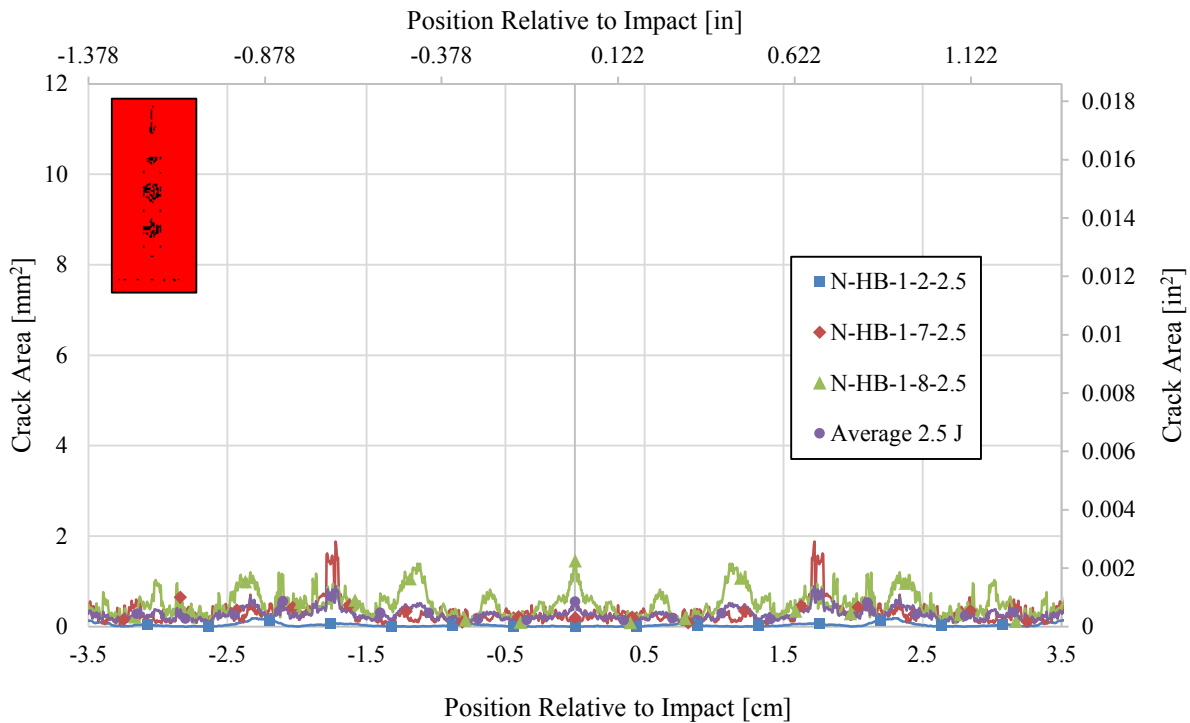 Position Relative to Impact [in]
-1.378 -0.878 -0.378 0.122 0.622 1.122
12 0.018
10 0.016
0.014
8 0.012
6 0.01
0.008
4 0.006
0.004
2 0.002
0 0
Crack Area [mm²]
Crack Area [in²]
N-HB-1-2-2.5
N-HB-1-7-2.5
N-HB-1-8-2.5
Average 2.5 J
-3.5 -2.5 -1.5 -0.5 0.5 1.5 2.5 3.5
Position Relative to Impact [cm]